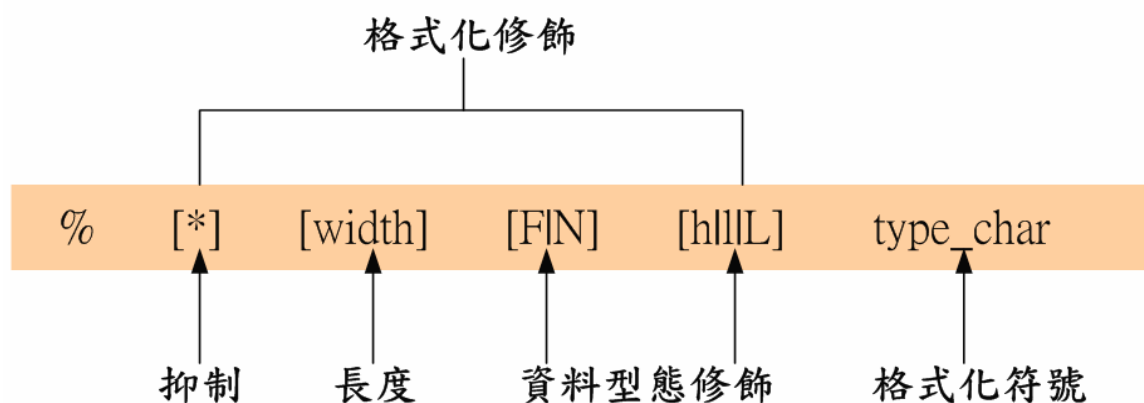 格式化修飾
% [*] [width] [F|N] [h|l|L] type_char
抑制 長度 資料型態修飾 格式化符號